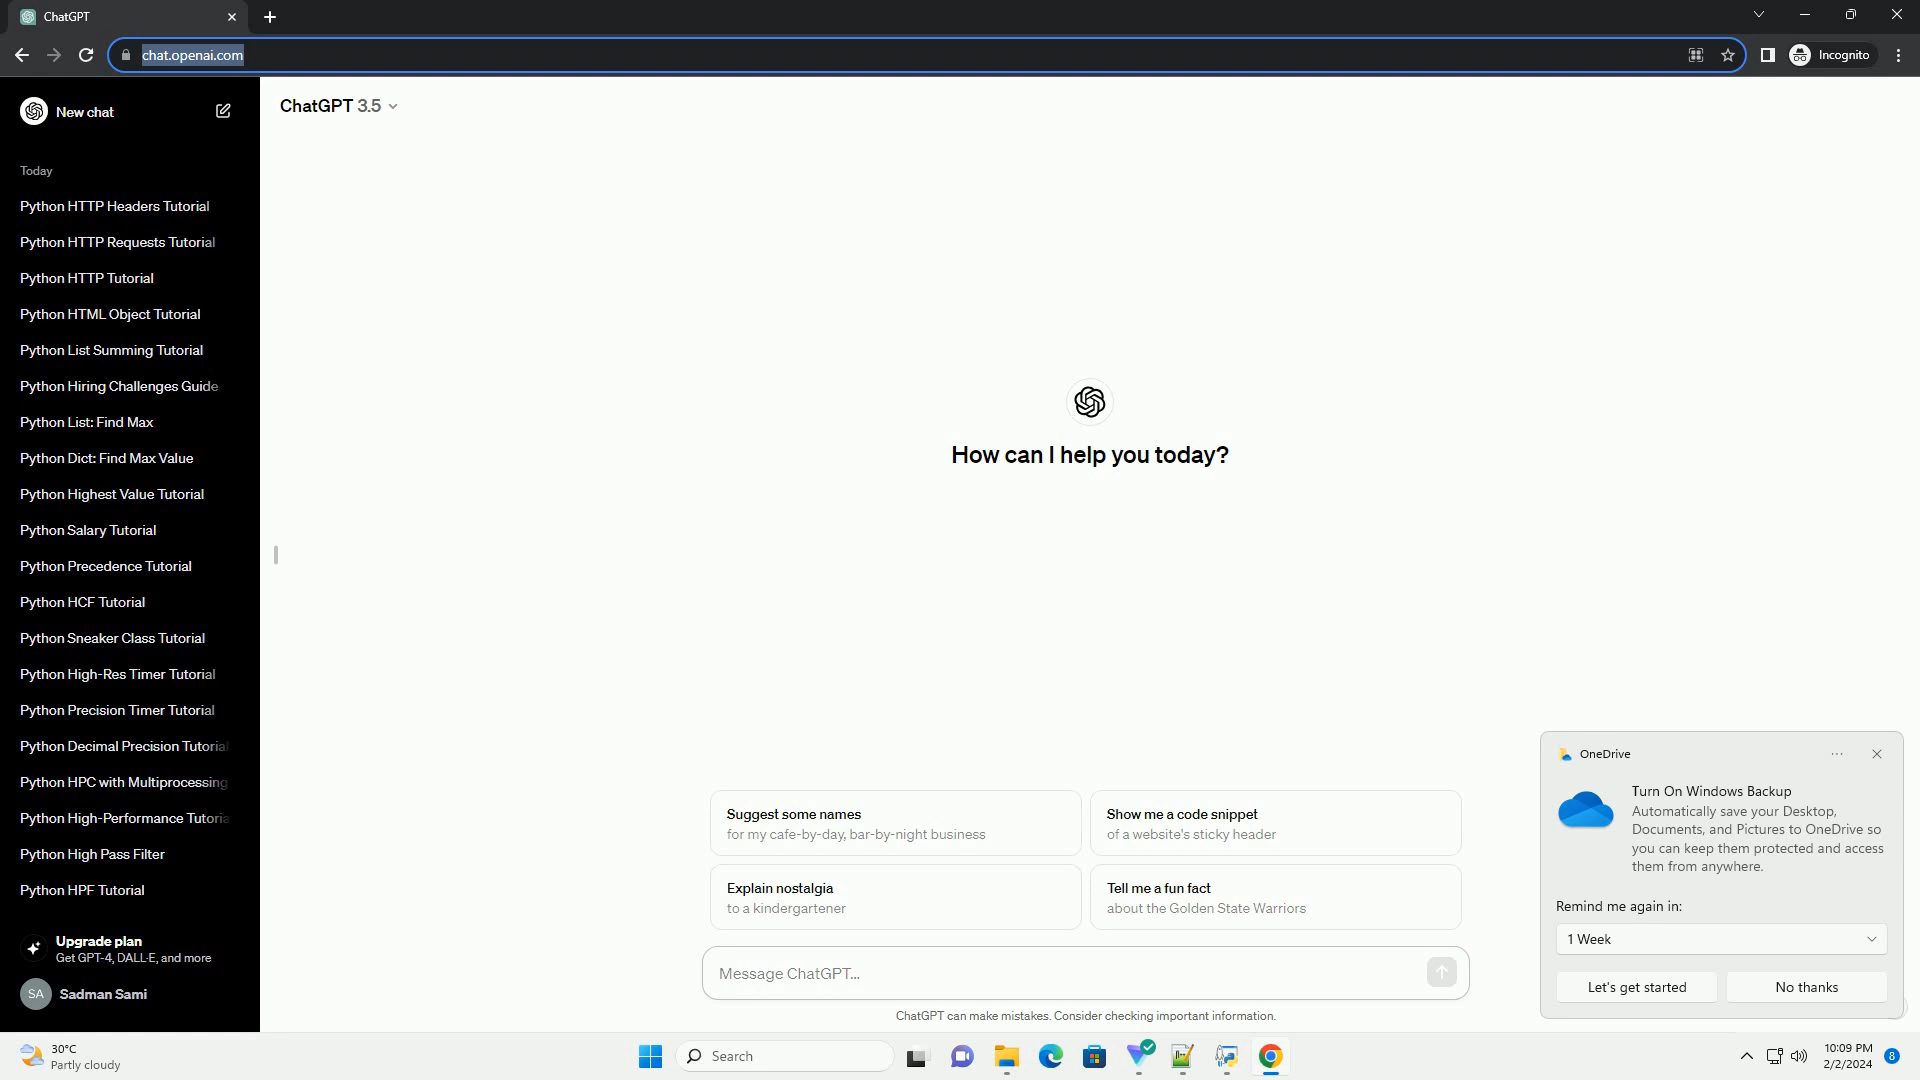 ChatGPT
chat.openai.com
Incognito
New chat
Today
Python HTTP Headers Tutorial
Python HTTP Requests Tutorial
Python HTTP Tutorial
Python HTML Object Tutorial
Python List Summing Tutorial
Python Hiring Challenges Guide
Python List: Find Max
Python Dict: Find Max Value
Python Highest Value Tutorial
Python Salary Tutorial
Python Precedence Tutorial
Python HCF Tutorial
Python Sneaker Class Tutorial
Python High-Res Timer Tutorial
Python Precision Timer Tutorial
Python Decimal Precision Tutorial
Python HPC with Multiprocessing
Python High-Performance Tutoria
Python High Pass Filter
Python HPF Tutorial
Upgrade plan
Get GPT-4, DALL·E, and more
SA Sadman Sami
ChatGPT 3.5
How can I help you today?
Suggest some names
for my cafe-by-day, bar-by-night business
Show me a code snippet
of a website's sticky header
Explain nostalgia
to a kindergartener
Tell me a fun fact
about the Golden State Warriors
Message ChatGPT...
ChatGPT can make mistakes. Consider checking important information.
OneDrive
Turn On Windows Backup
Automatically save your Desktop,
Documents, and Pictures to OneDrive so
you can keep them protected and access
them from anywhere.
Remind me again in:
1 Week
Let's get started
No thanks
30°C
Partly cloudy
Search
10:09 PM
2/2/2024
8